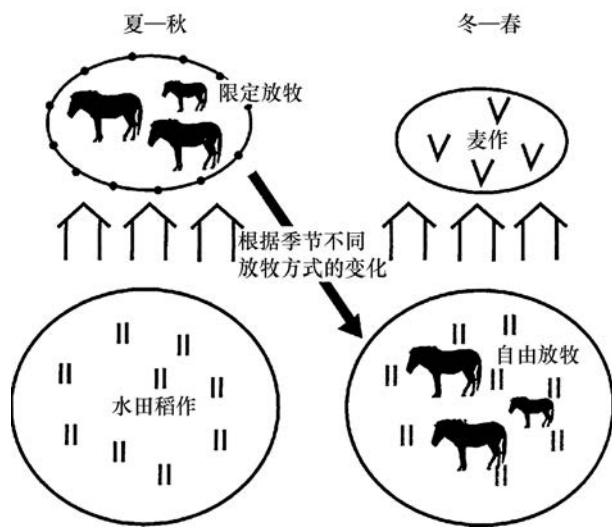 夏—秋
冬—春
限定放牧
麦作
根据季节不同
放牧方式的变化
水田稻作
自由放牧